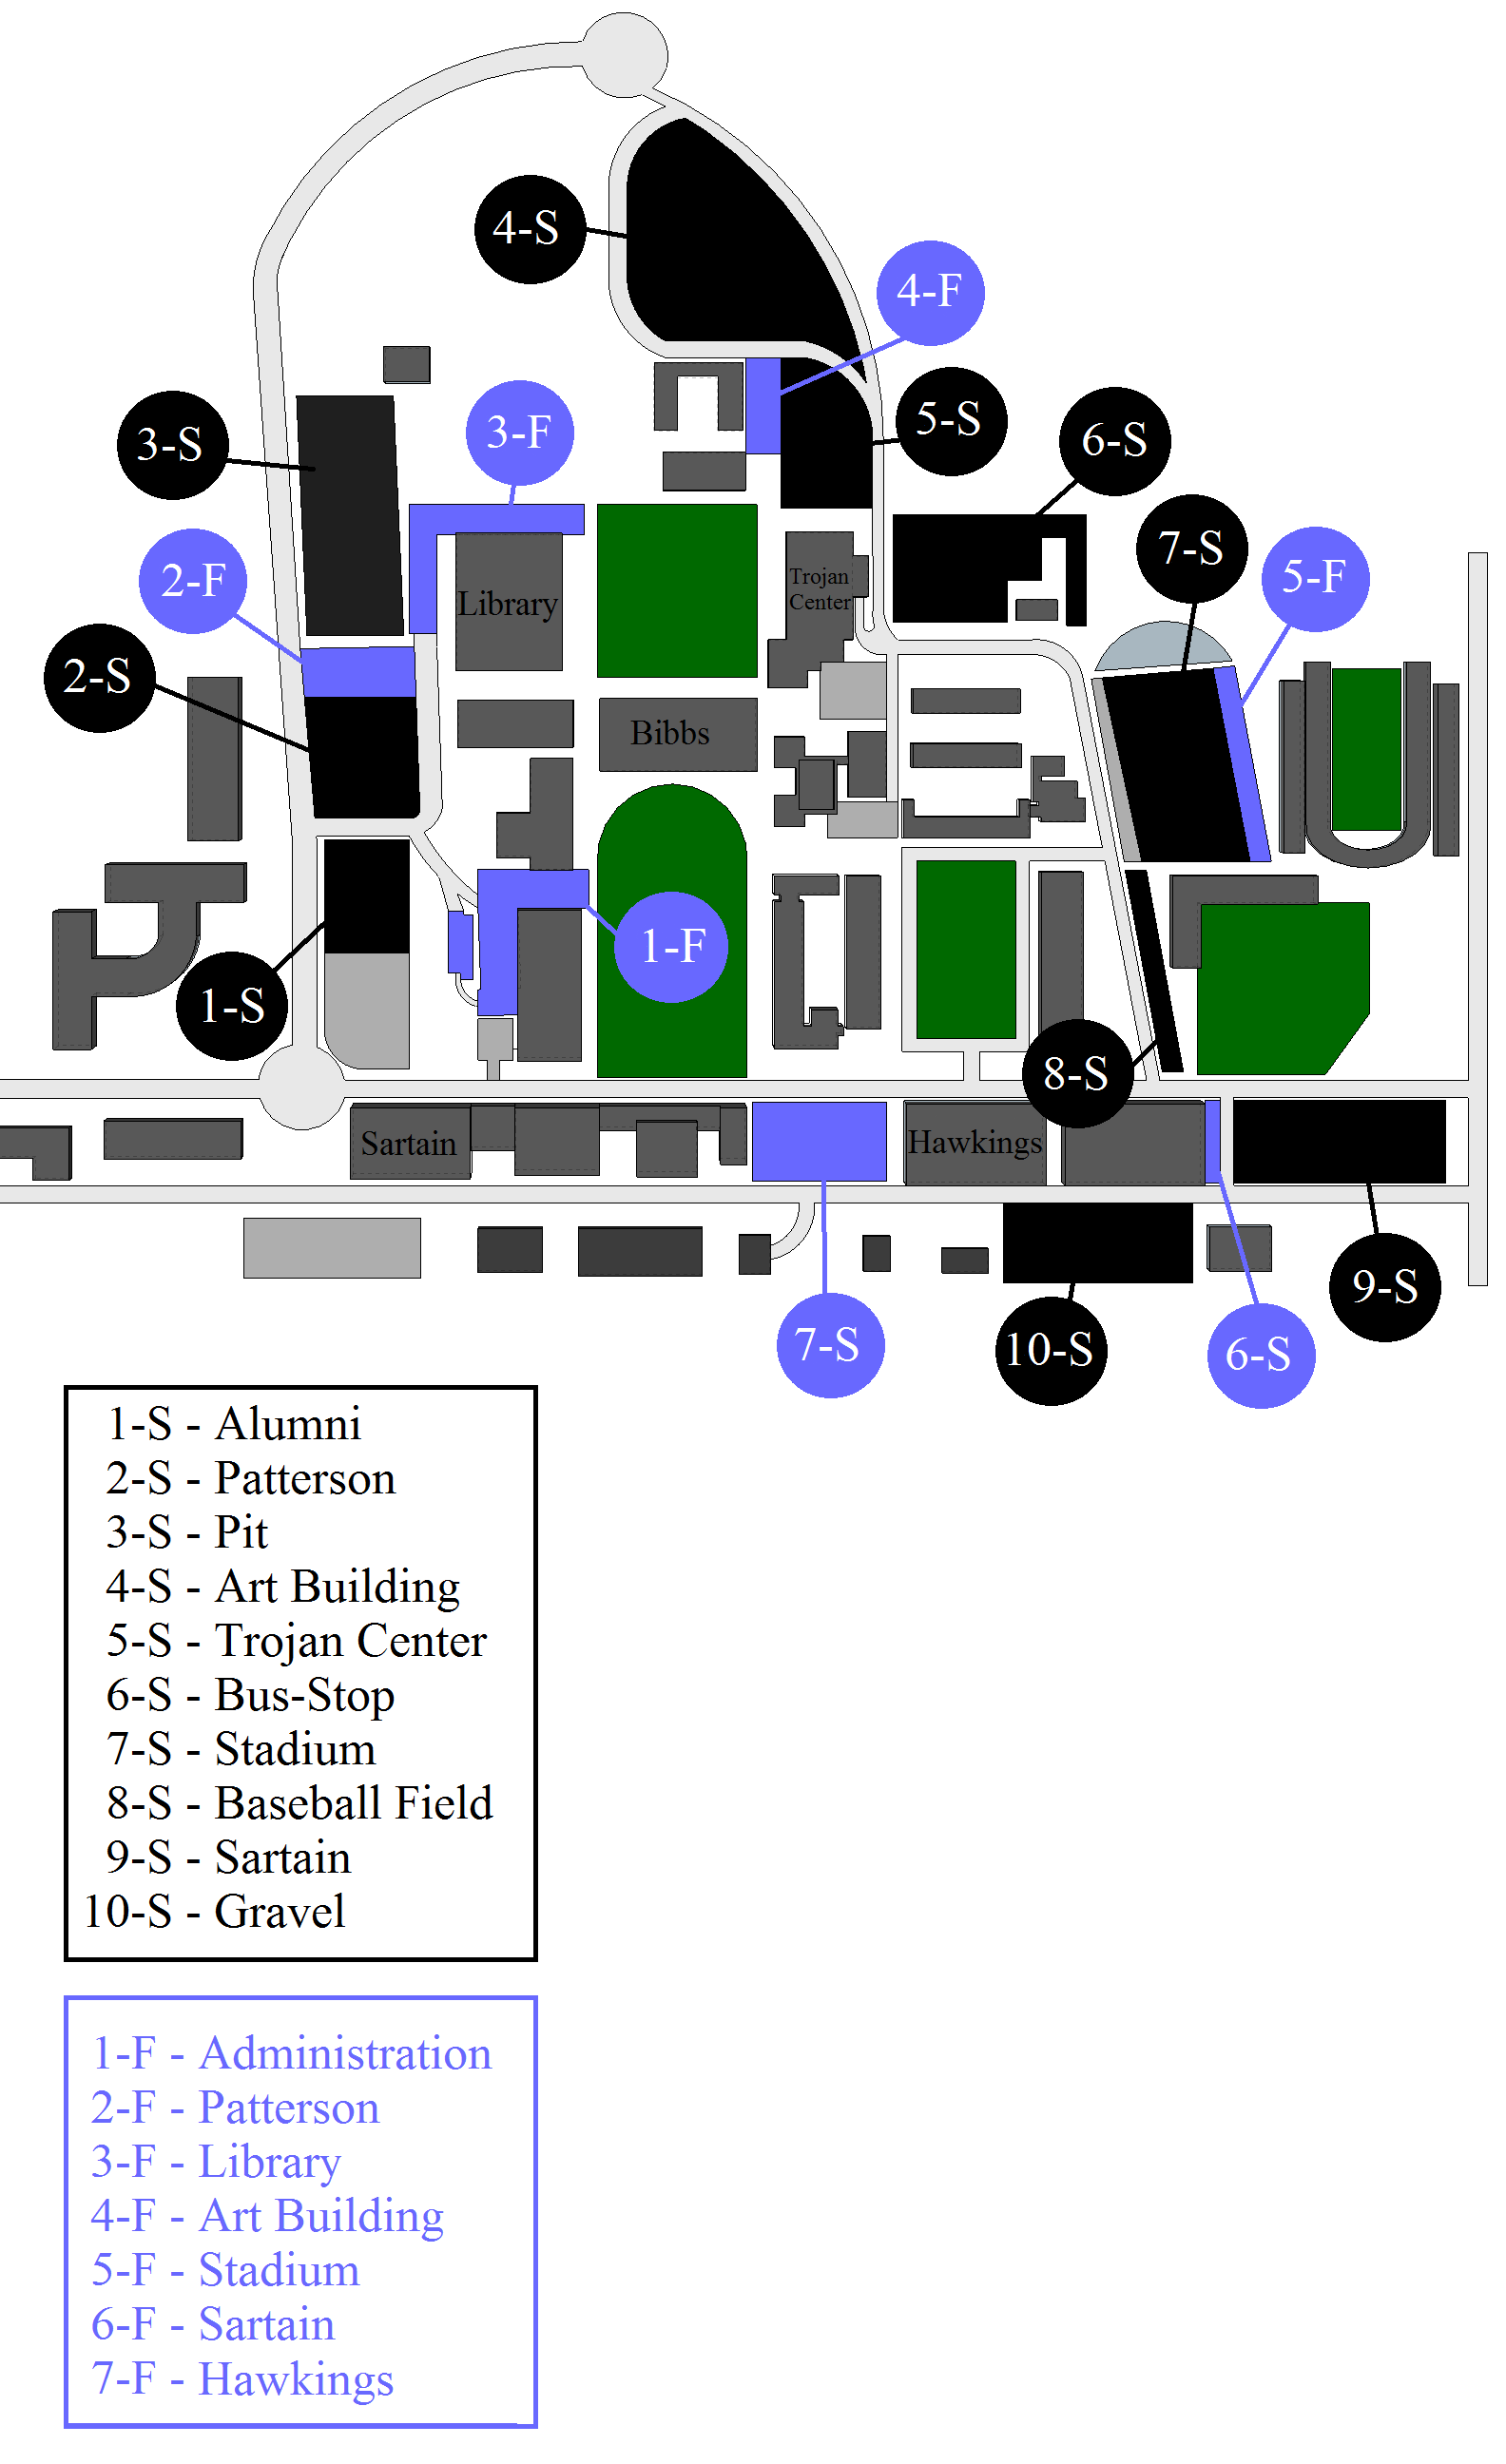 4-S
4-F
5-S
6-S
3-S
3-F
7-S
5-F
2-F
Trojan
Center
Library
2-S
Bibbs
1-F
1-S
8-S
Sartain
Hawkings
9-S
7-S
10-S
6-S
1-S - Alumni
2-S - Patterson
3-S - Pit
4-S - Art Building
5-S - Trojan Center
6-S - Bus-Stop
7-S - Stadium
8-S - Baseball Field
9-S - Sartain
10-S - Gravel
1-F - Administration
2-F - Patterson
3-F - Library
4-F - Art Building
5-F - Stadium
6-F - Sartain
7-F - Hawkings